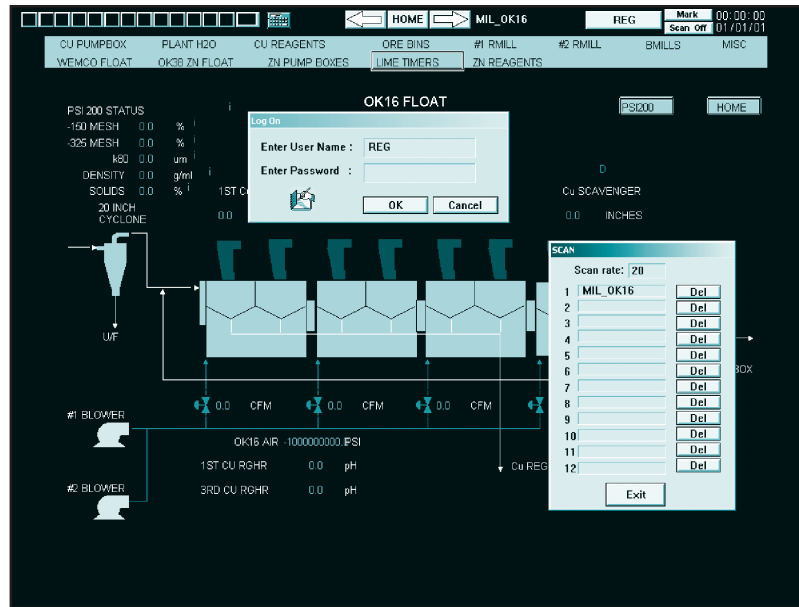 HOME MIL_OK16 REG Mark 00:00:00
Scan Off 01/01/01
CU PUMPBOX PLANT H2O CU REAGENTS ORE BINS #1 RMILL #2 RMILL BMILLS MISC
WEMCO FLOAT OK38 ZN FLOAT ZN PUMP BOXES LIME TIMERS ZN REAGENTS
OK16 FLOAT
PSI200 HOME
PSI 200 STATUS i
-150 MESH 0.0 % i
-325 MESH 0.0 % i
k80 0.0 um i
DENSITY 0.0 g/ml i
SOLIDS 0.0 % i
Log On
Enter User Name : REG
Enter Password :
OK Cancel
D
1ST C
0.0
Cu SCAVENGER
0.0 INCHES
20 INCH
CYCLONE
U/F
SCAN
Scan rate: 20
1 MIL_OK16 Del
2 Del
3 Del
4 Del
5 Del
6 Del
7 Del
8 Del
9 Del
10 Del
11 Del
12 Del
Exit
BOX
0.0 CFM 0.0 CFM 0.0 CFM
#1 BLOWER
OK16 AIR -1000000000. PSI
1ST CU RGHR 0.0 pH
Cu REG
#2 BLOWER
3RD CU RGHR 0.0 pH